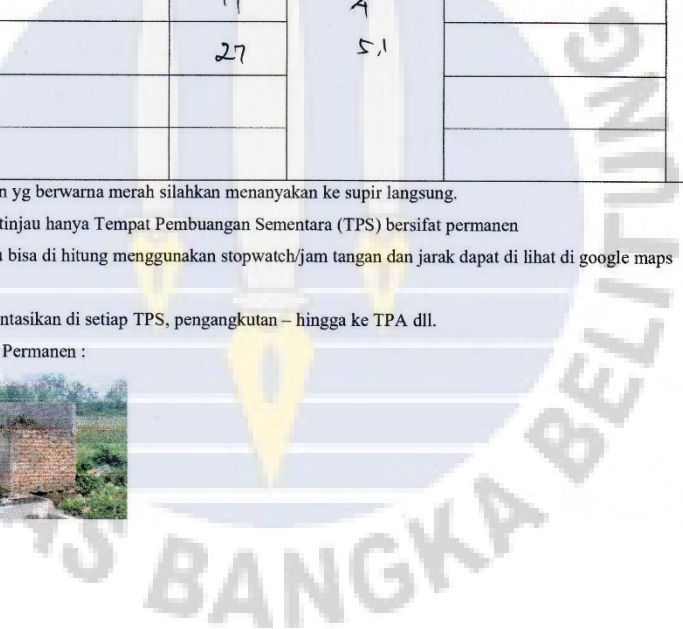 27 5,1
n yg berwarna merah silahkan menanyakan ke supir langsung.
tinjau hanya Tempat Pembuangan Sementara (TPS) bersifat permanen
bisa di hitung menggunakan stopwatch/jam tangan dan jarak dapat di lihat di google maps
ntasikan di setiap TPS, pengangkutan – hingga ke TPA dll.
Permanen :
AS BANGKA BELITUNG